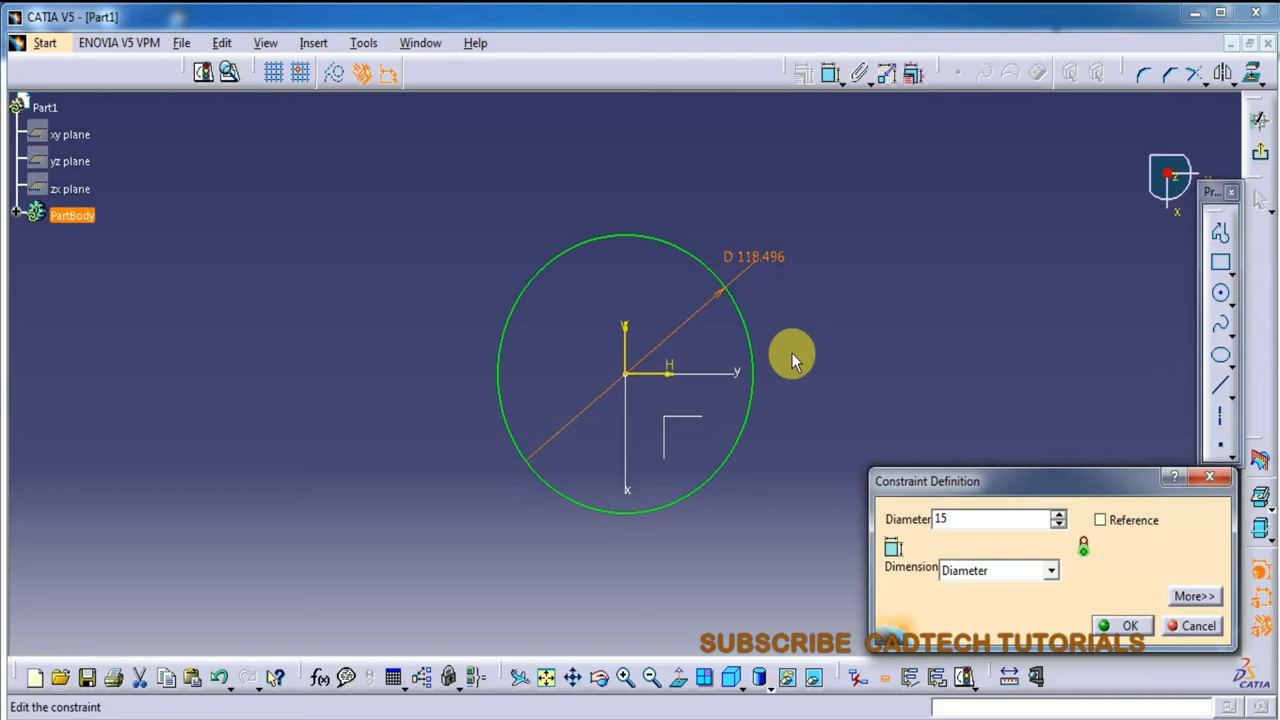 CATIA V5 - [Part1]
Start ENOVIA V5 VPM File Edit View Insert Tools Window Help
Part1
xy plane
yz plane
zx plane
PartBody
z
x
Pr...
D 118.496
V
H
y
x
Constraint Definition
Diameter 15
Reference
Dimension Diameter
More>>
OK Cancel
SUBSCRIBE CADTECH TUTORIALS
f(x)
CATIA
Edit the constraint